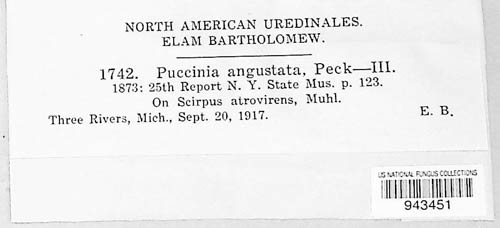 NORTH AMERICAN UREDINALES.
ELAM BARTHOLOMEW.
1742. Puccinia angustata, Peck—III.
1873: 25th Report N. Y. State Mus. p. 123.
On Scirpus atrovirens, Muhl.
Three Rivers, Mich., Sept. 20, 1917. E. B.
US NATIONAL FUNGUS COLLECTIONS
943451